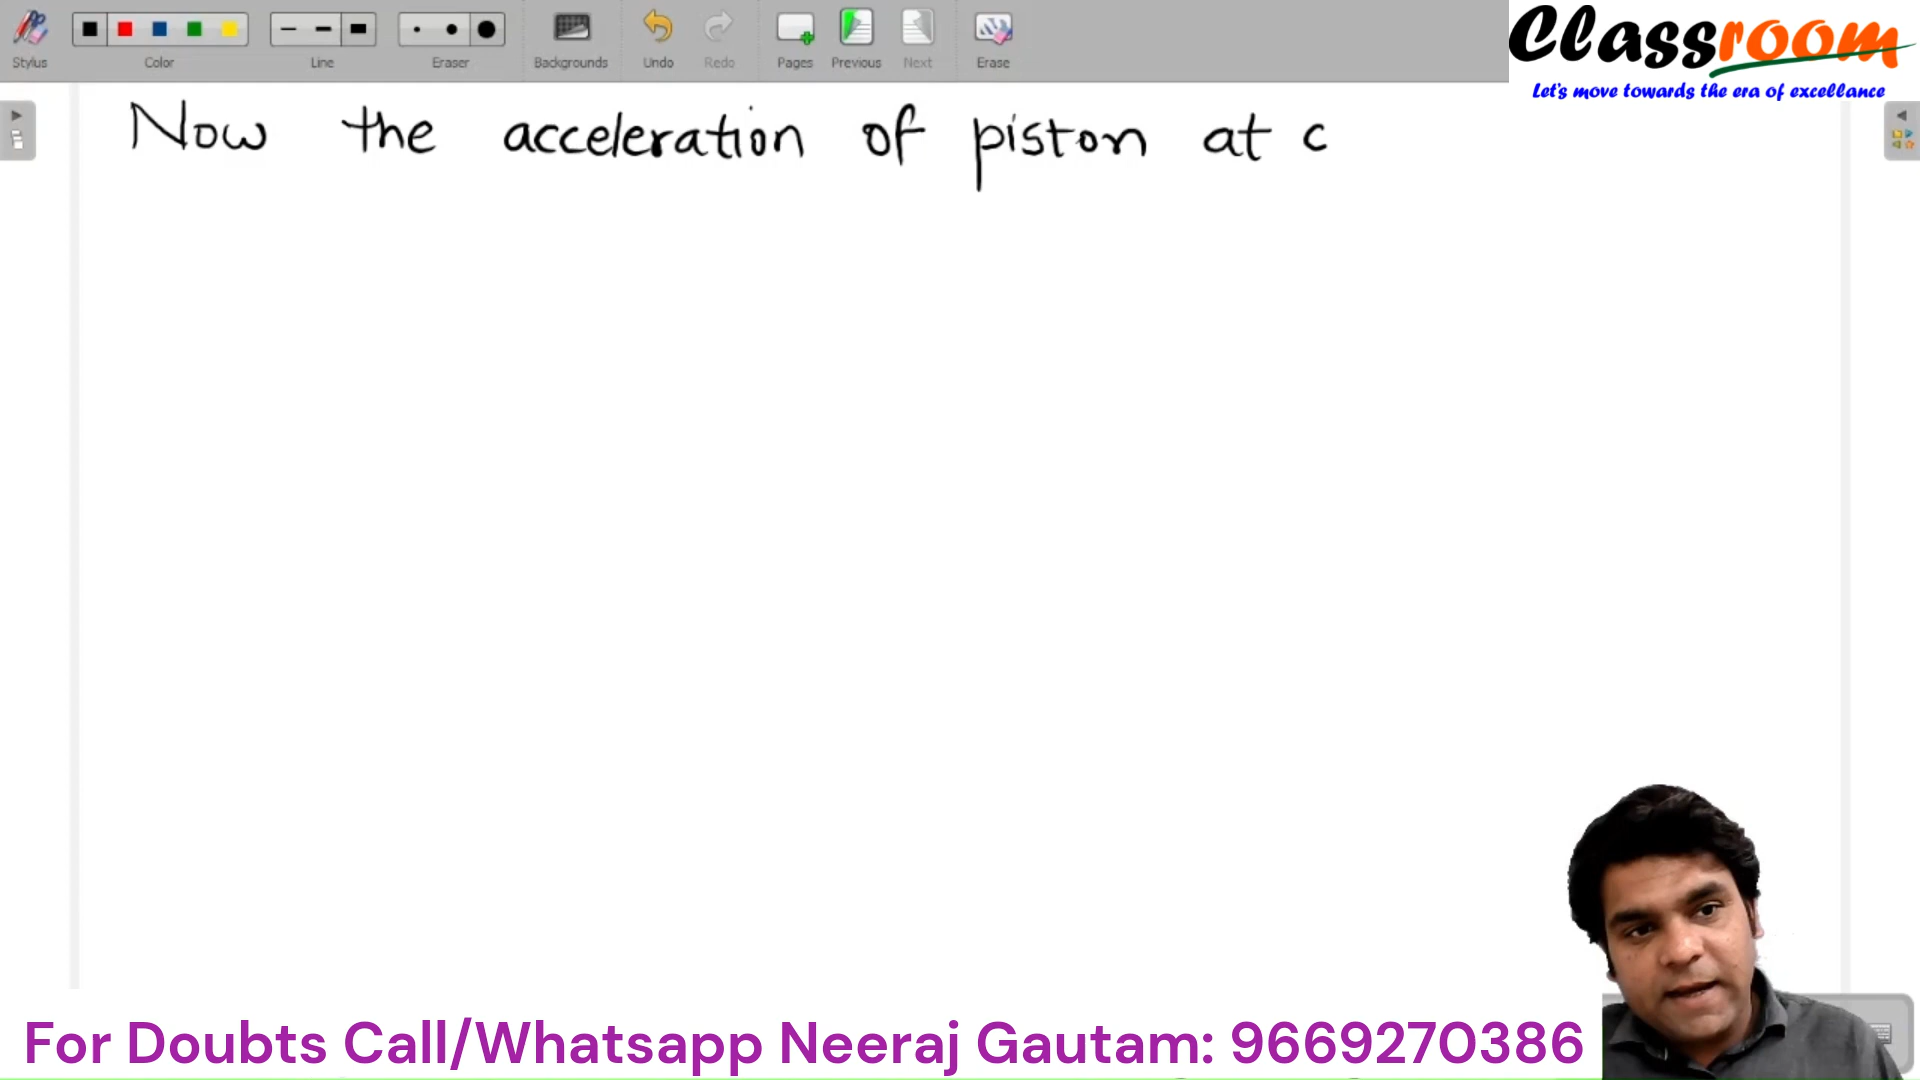 Stylus
Color
Line
Eraser
Backgrounds
Undo
Redo
Pages
Previous
Next
Erase
Classroom
Let's move towards the era of excellance
Now the acceleration of piston at c
For Doubts Call/Whatsapp Neeraj Gautam: 9669270386